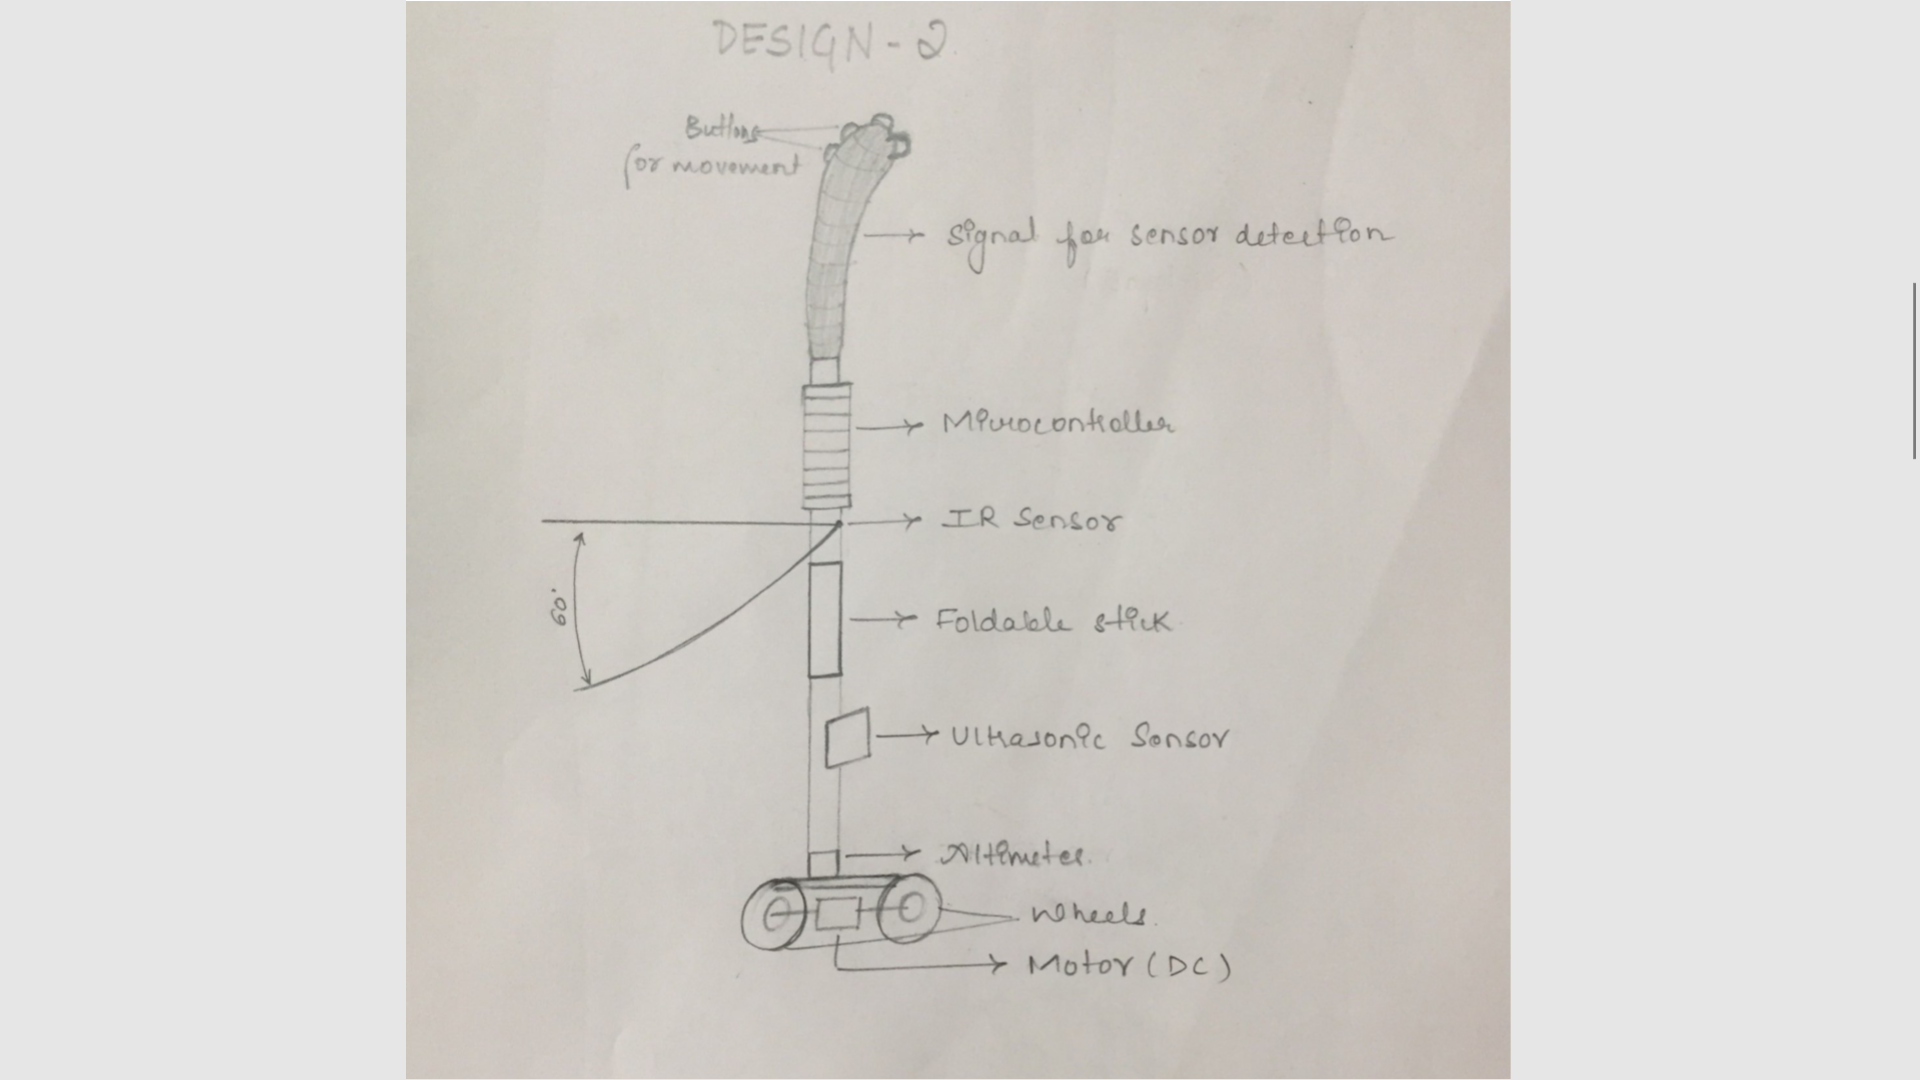 DESIGN - 2
Buttons
for movement
Signal for sensor detection
Microcontroller
IR Sensor
60°
Foldable stick
Ultrasonic Sensor
Altimeter.
Wheels.
Motor (DC)